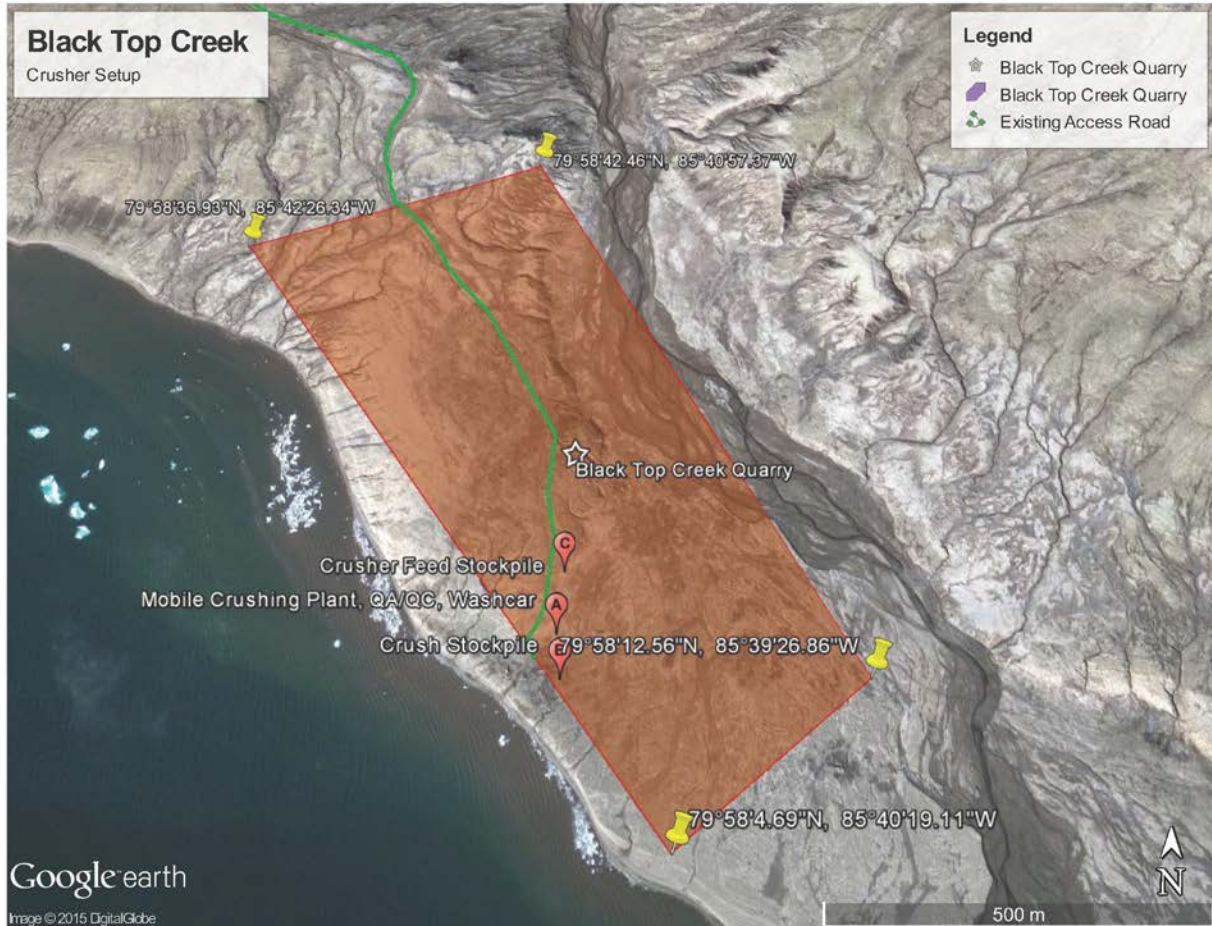 Black Top Creek
Crusher Setup
Legend
Black Top Creek Quarry
Black Top Creek Quarry
Existing Access Road
79°58'42.46"N, 85°40'57.37"W
79°58'36.93"N, 85°42'26.34"W
Black Top Creek Quarry
C
Crusher Feed Stockpile
A
Mobile Crushing Plant, QA/QC, Washcar
Crush Stockpile
79°58'12.56"N, 85°39'26.86"W
79°58'4.69"N, 85°40'19.11"W
Google earth
N
Image © 2015 DigitalGlobe
500 m